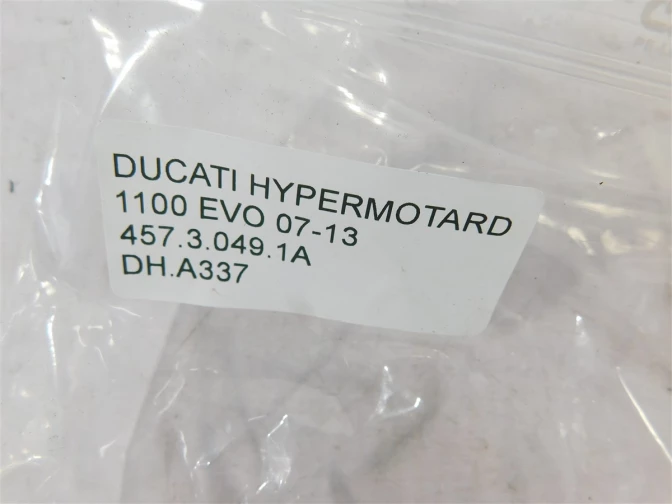 DUCATI HYPERMOTARD
1100 EVO 07-13
457.3.049.1A
DH.A337